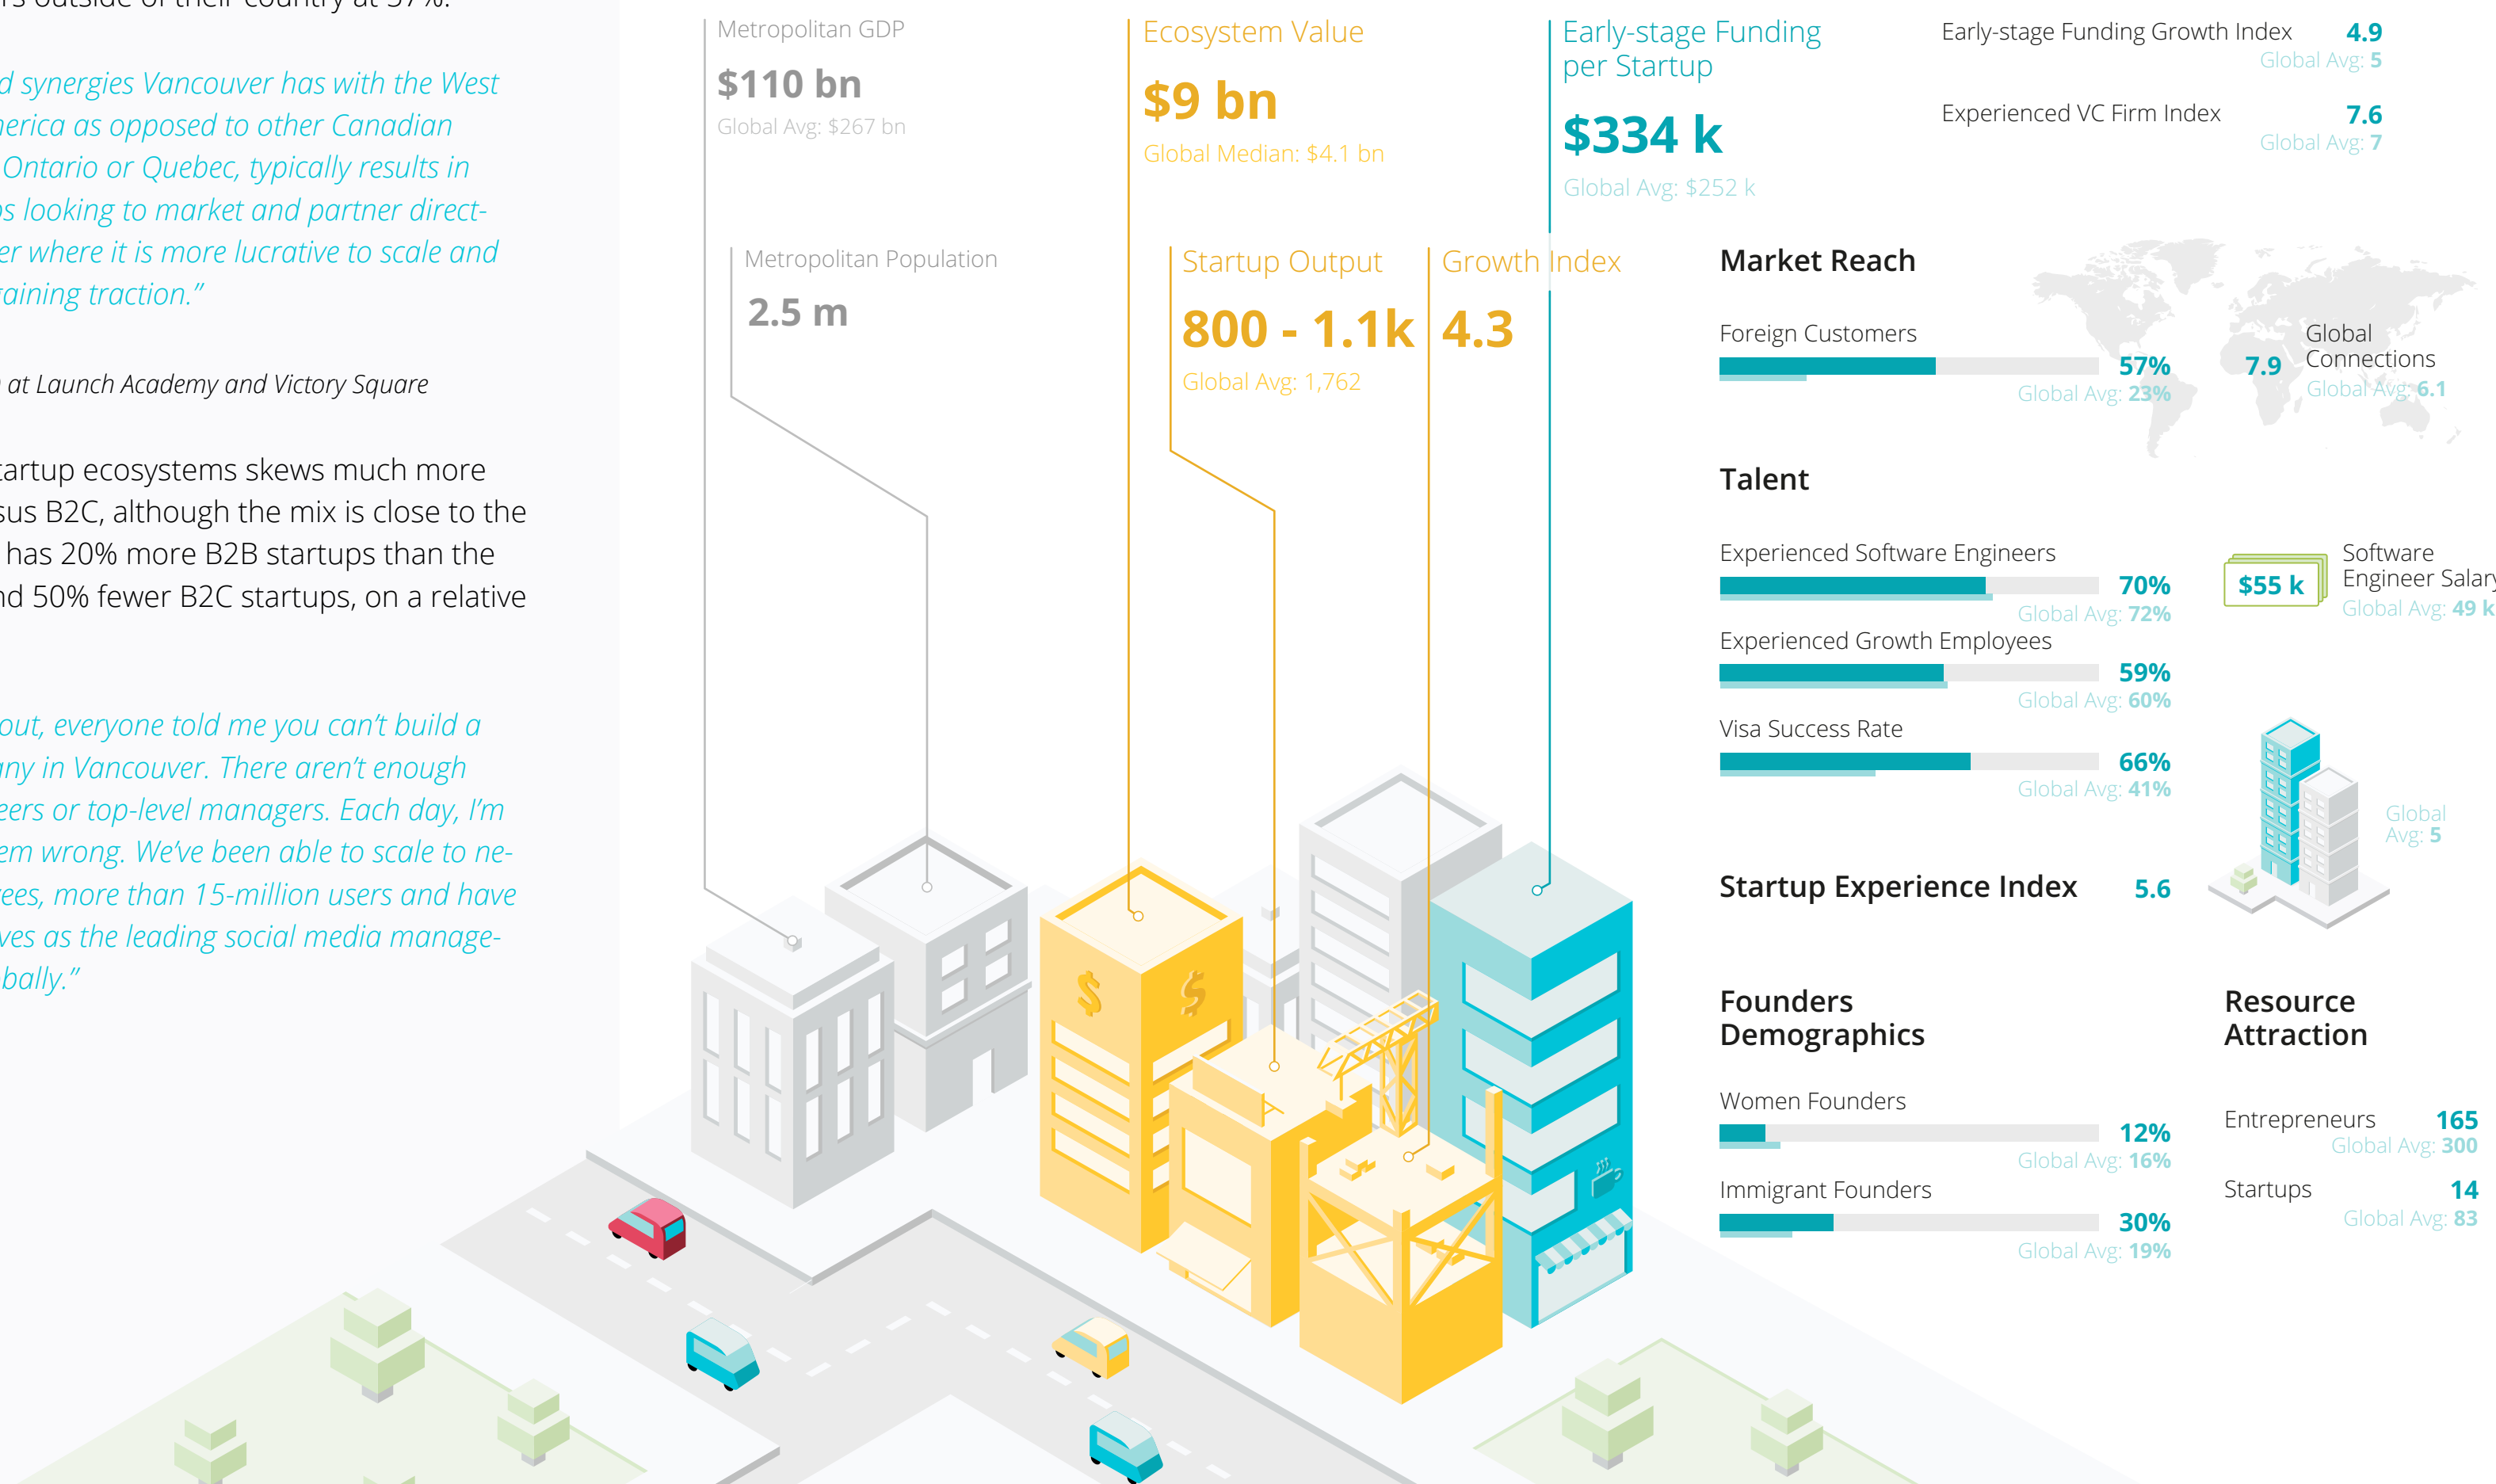 rs outside of their country at 57%.
d synergies Vancouver has with the West
nerica as opposed to other Canadian
Ontario or Quebec, typically results in
os looking to market and partner direct-
er where it is more lucrative to scale and
gaining traction.”
at Launch Academy and Victory Square
tartup ecosystems skews much more
sus B2C, although the mix is close to the
has 20% more B2B startups than the
nd 50% fewer B2C startups, on a relative
out, everyone told me you can’t build a
any in Vancouver. There aren’t enough
eers or top-level managers. Each day, I’m
em wrong. We’ve been able to scale to ne-
ees, more than 15-million users and have
ves as the leading social media manage-
bally.”
Metropolitan GDP
$110 bn
Global Avg: $267 bn
Metropolitan Population
2.5 m
Ecosystem Value
$9 bn
Global Median: $4.1 bn
Startup Output
800 - 1.1k
Global Avg: 1,762
Growth Index
4.3
Early-stage Funding
per Startup
$334 k
Global Avg: $252 k
Early-stage Funding Growth Index 4.9
Global Avg: 5
Experienced VC Firm Index 7.6
Global Avg: 7
Market Reach
Foreign Customers
57%
Global Avg: 23%
7.9
Global
Connections
Global Avg: 6.1
Talent
Experienced Software Engineers
70%
Global Avg: 72%
Experienced Growth Employees
59%
Global Avg: 60%
Visa Success Rate
66%
Global Avg: 41%
$55 k
Software
Engineer Salary
Global Avg: 49 k
Startup Experience Index 5.6
Global
Avg: 5
Founders
Demographics
Women Founders
12%
Global Avg: 16%
Immigrant Founders
30%
Global Avg: 19%
Resource
Attraction
Entrepreneurs 165
Global Avg: 300
Startups 14
Global Avg: 83